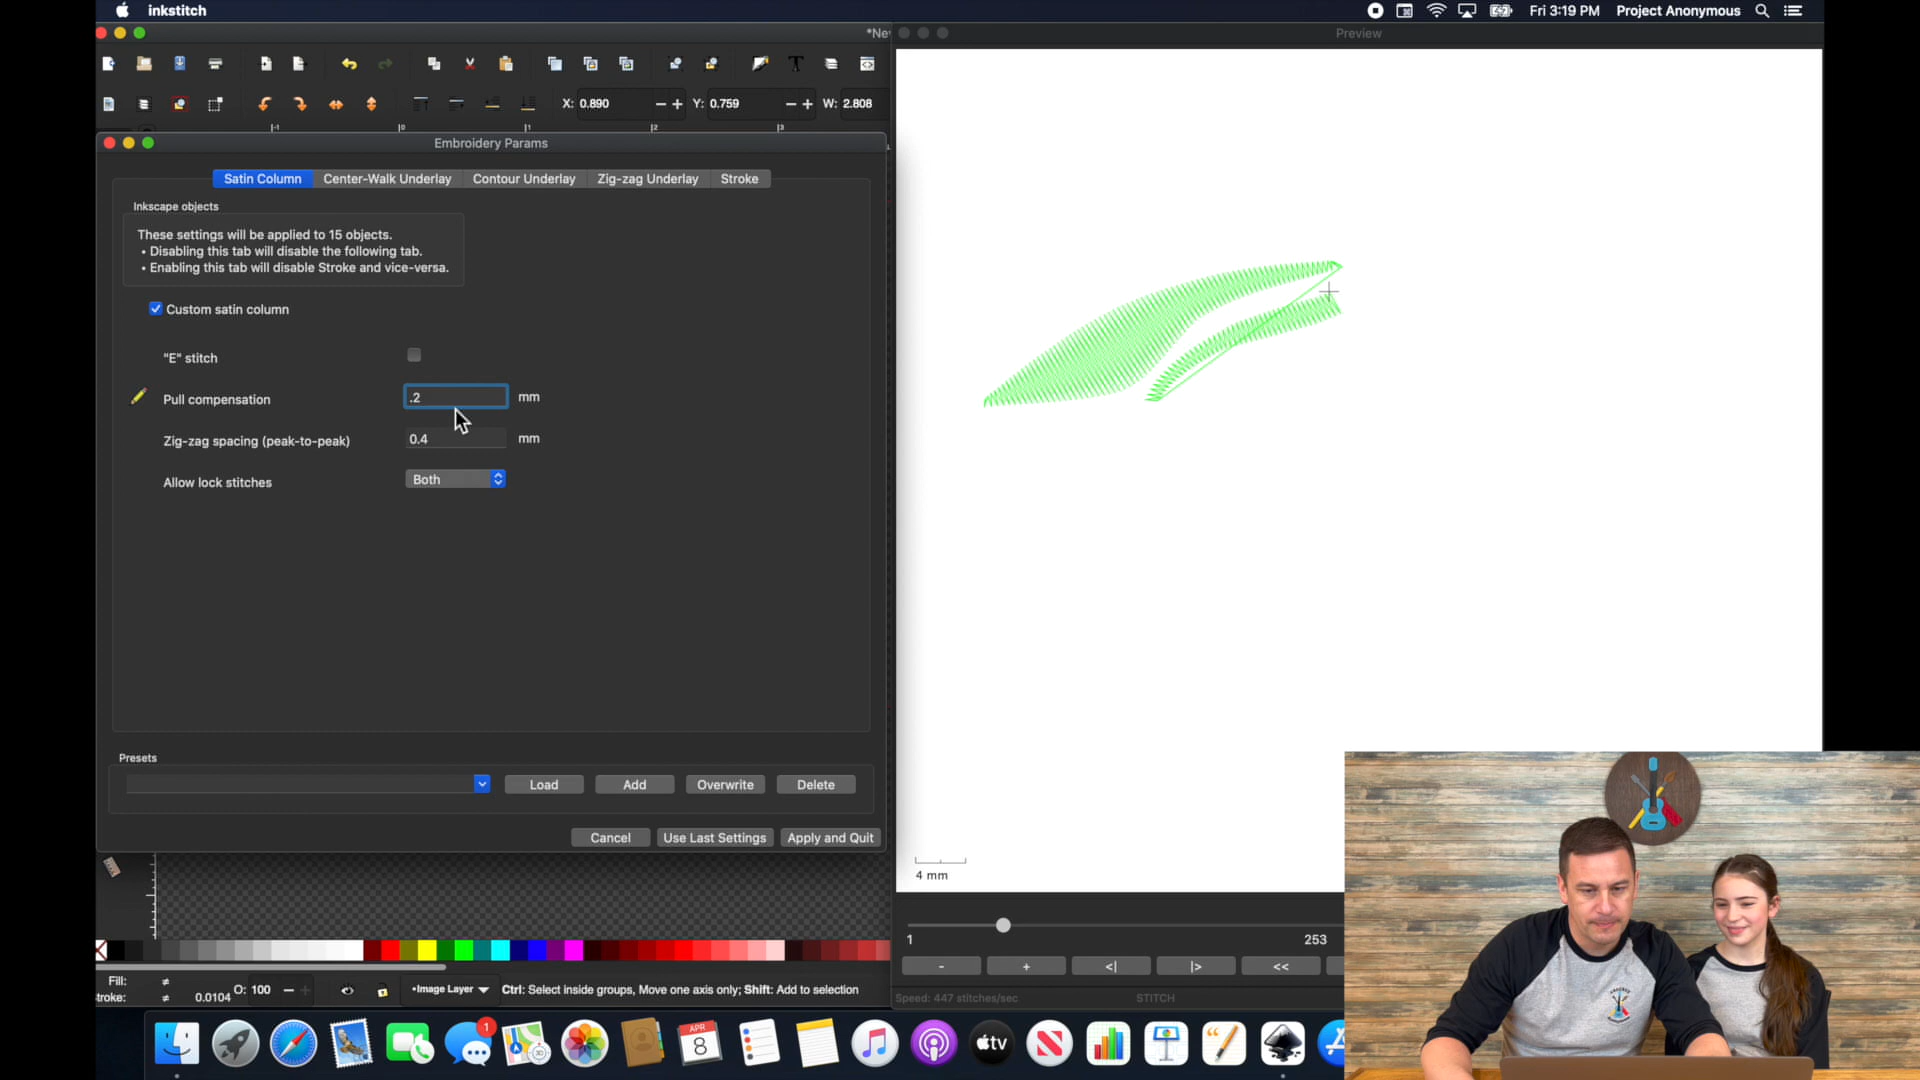 inkstitch
Fri 3:19 PM Project Anonymous
*Nev
Preview
X: 0.890 Y: 0.759 W: 2.808
Embroidery Params
Satin Column Center-Walk Underlay Contour Underlay Zig-zag Underlay Stroke
Inkscape objects
These settings will be applied to 15 objects.
• Disabling this tab will disable the following tab.
• Enabling this tab will disable Stroke and vice-versa.
Custom satin column
"E" stitch
Pull compensation .2 mm
Zig-zag spacing (peak-to-peak) 0.4 mm
Allow lock stitches Both
Presets
Load Add Overwrite Delete
Cancel Use Last Settings Apply and Quit
4 mm
1 253
- + <| |> <<
Fill: ≠
troke: ≠ 0.0104 O: 100
•Image Layer Ctrl: Select inside groups, Move one axis only; Shift: Add to selection
Speed: 447 stitches/sec STITCH
1
APR
8
tv